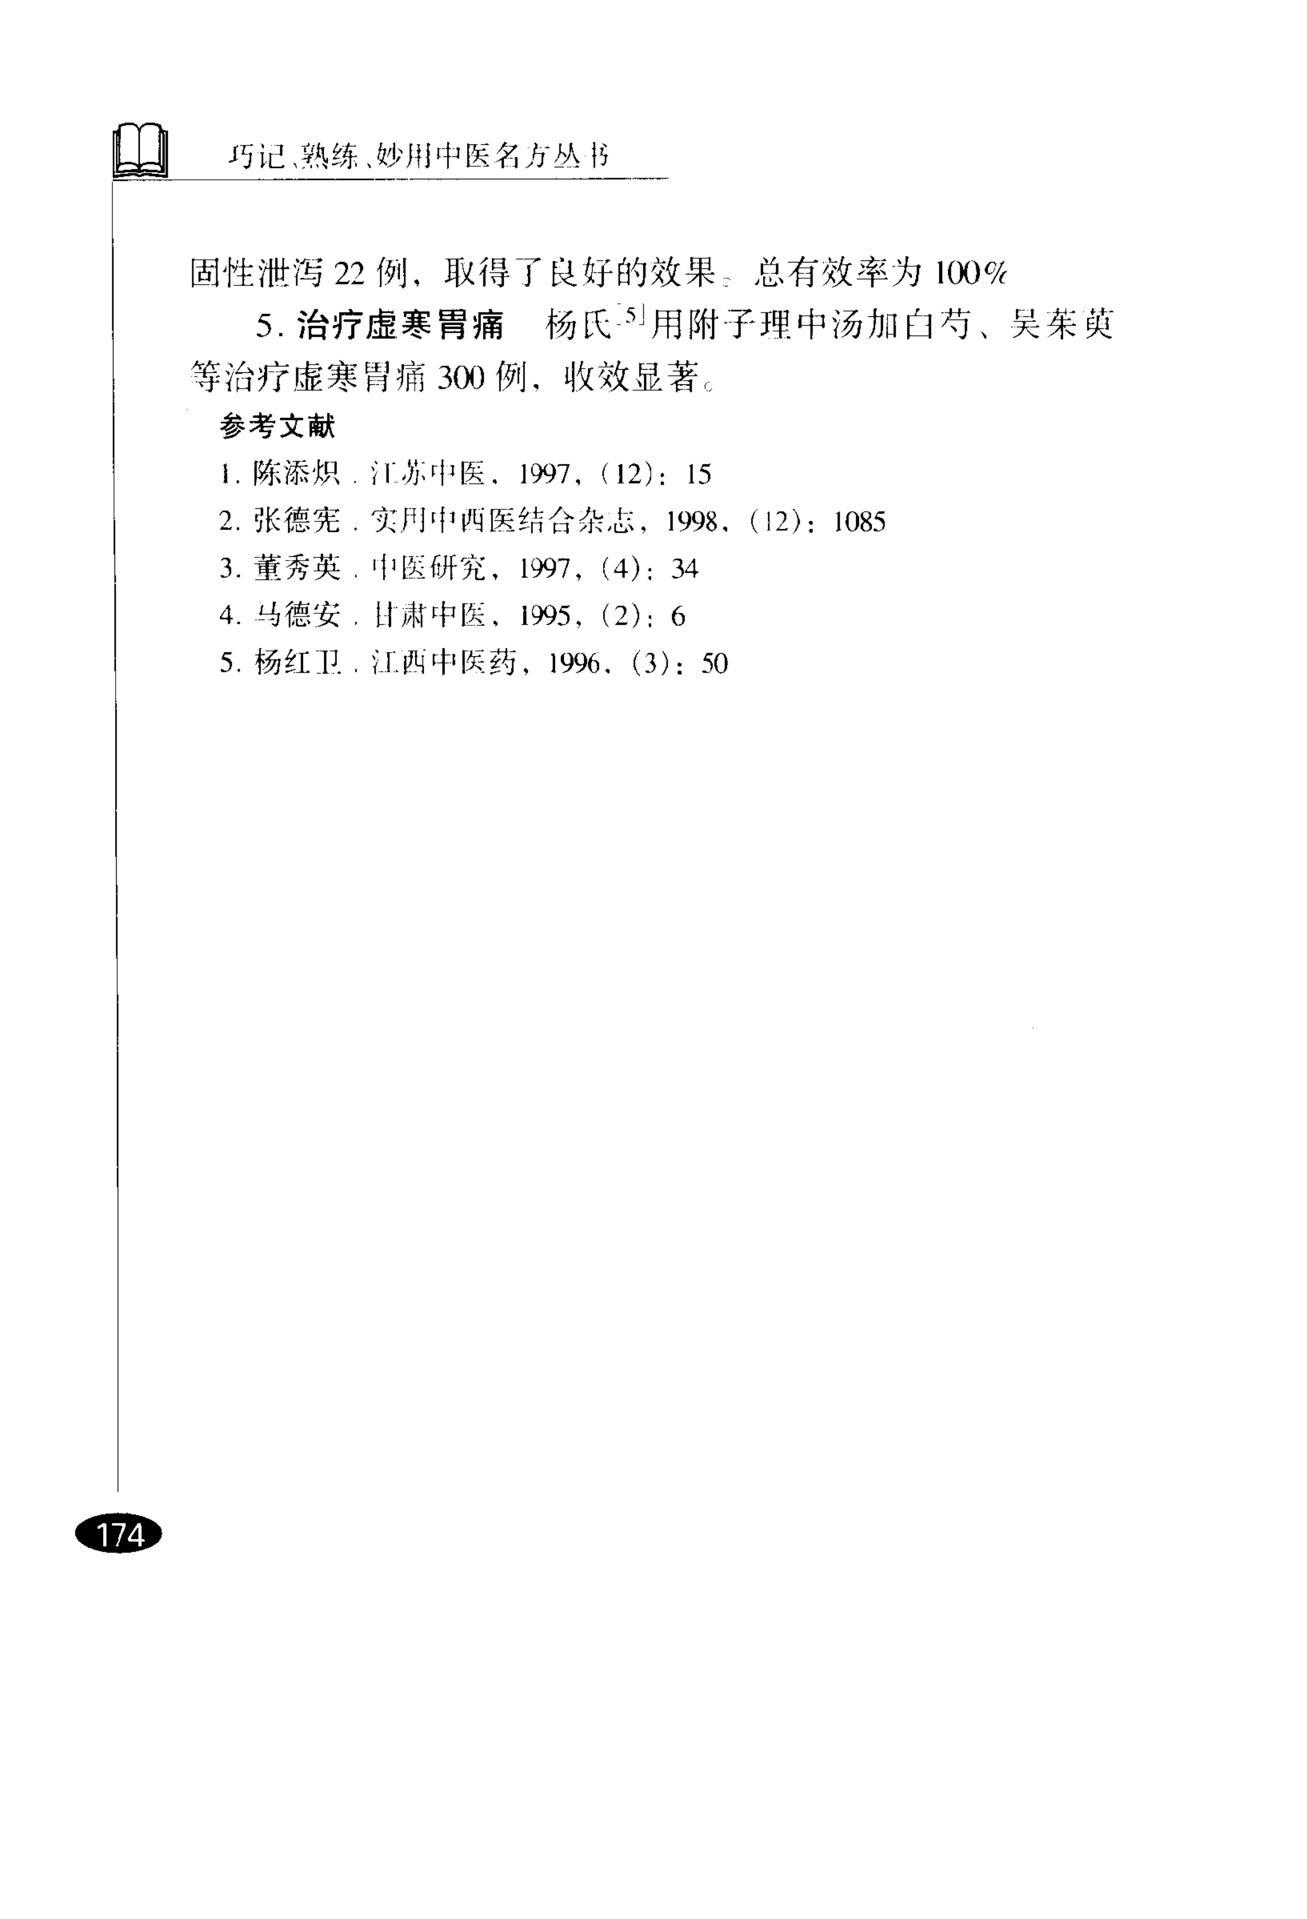 巧记、熟练、妙用中医名方丛书
固性泄泻 22 例，取得了良好的效果。总有效率为 100%
5. 治疗虚寒胃痛　杨氏[5]用附子理中汤加白芍、吴茱萸
等治疗虚寒胃痛 300 例，收效显著。
参考文献
1. 陈添炽．江苏中医，1997，(12)：15
2. 张德宪．实用中西医结合杂志，1998，(12)：1085
3. 董秀英．中医研究，1997，(4)：34
4. 马德安．甘肃中医，1995，(2)：6
5. 杨红卫．江西中医药，1996，(3)：50
174